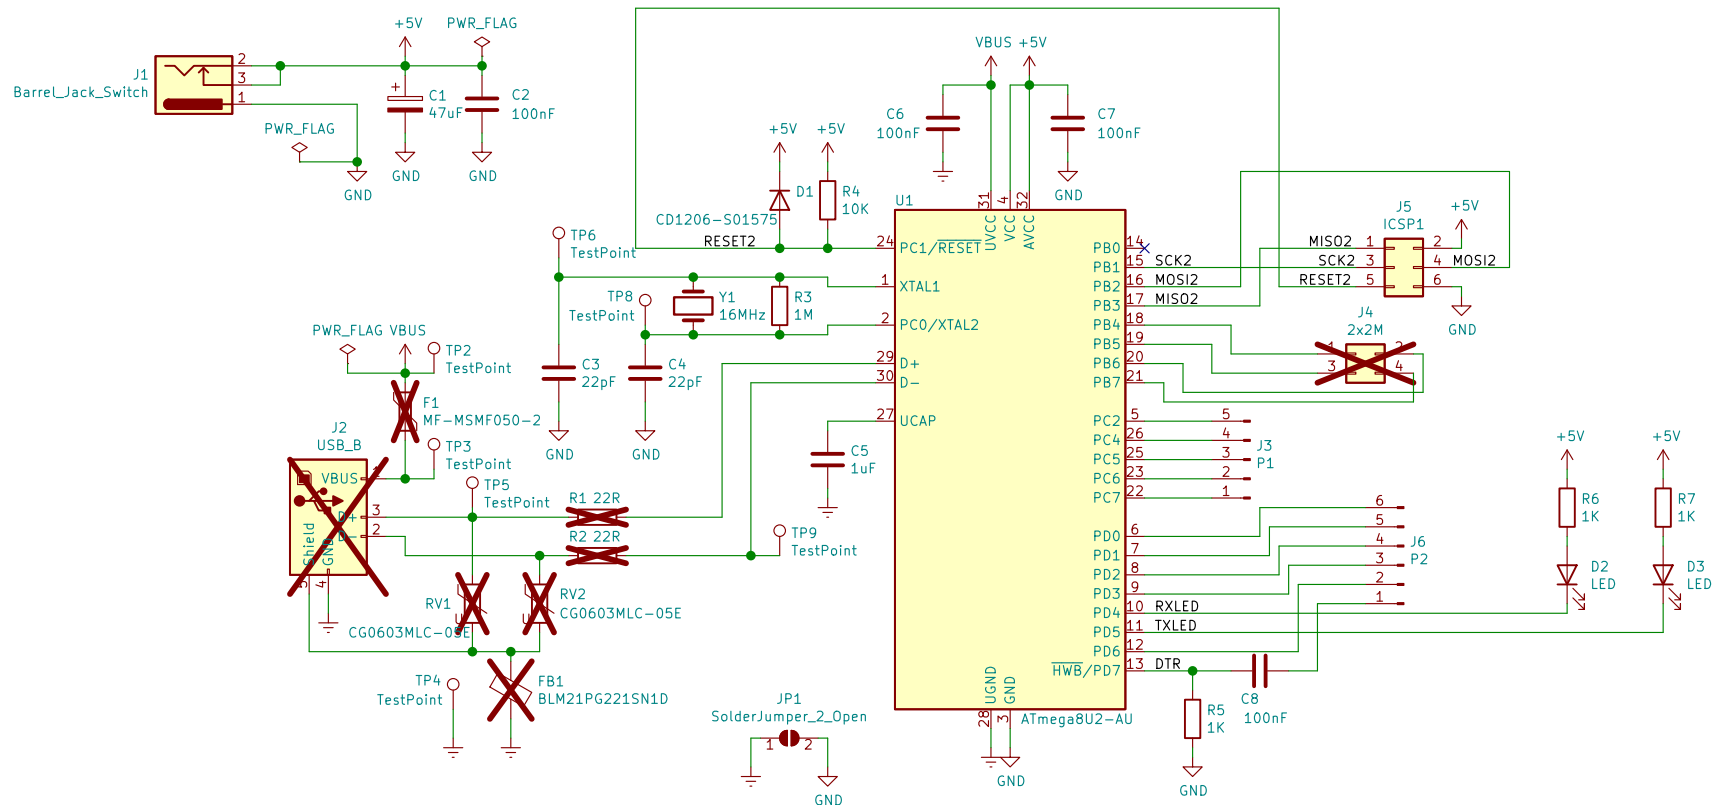 +5V
PWR_FLAG
J1
Barrel_Jack_Switch
2
3
1
C1
47uF
C2
100nF
PWR_FLAG
GND
GND
GND
VBUS
+5V
C6
100nF
C7
100nF
GND
+5V
+5V
D1
CD1206-S01575
R4
10K
RESET2
TP6
TestPoint
TP8
TestPoint
Y1
16MHz
R3
1M
C3
22pF
C4
22pF
GND
GND
C5
1uF
U1
31
UVCC
4
VCC
32
AVCC
24
PC1/RESET
1
XTAL1
2
PC0/XTAL2
29
D+
30
D-
27
UCAP
PB0
14
PB1
15
SCK2
PB2
16
MOSI2
PB3
17
MISO2
PB4
18
PB5
19
PB6
20
PB7
21
PC2
5
PC4
26
PC5
25
PC6
23
PC7
22
PD0
6
PD1
7
PD2
8
PD3
9
PD4
10
RXLED
PD5
11
TXLED
PD6
12
HWB/PD7
13
DTR
UGND
28
GND
3
ATmega8U2-AU
GND
J5
ICSP1
+5V
MISO2
1
2
SCK2
3
4
MOSI2
RESET2
5
6
GND
J4
2x2M
1
2
3
4
5
4
3
2
1
J3
P1
6
5
4
3
2
1
J6
P2
+5V
+5V
R6
1K
R7
1K
D2
LED
D3
LED
C8
100nF
R5
1K
GND
PWR_FLAG
VBUS
TP2
TestPoint
F1
MF-MSMF050-2
J2
USB_B
TP3
TestPoint
VBUS
1
D+
3
D-
2
Shield
5
GND
4
TP5
TestPoint
R1 22R
R2 22R
TP9
TestPoint
RV1
CG0603MLC-05E
RV2
CG0603MLC-05E
TP4
TestPoint
FB1
BLM21PG221SN1D
JP1
SolderJumper_2_Open
1
2
GND